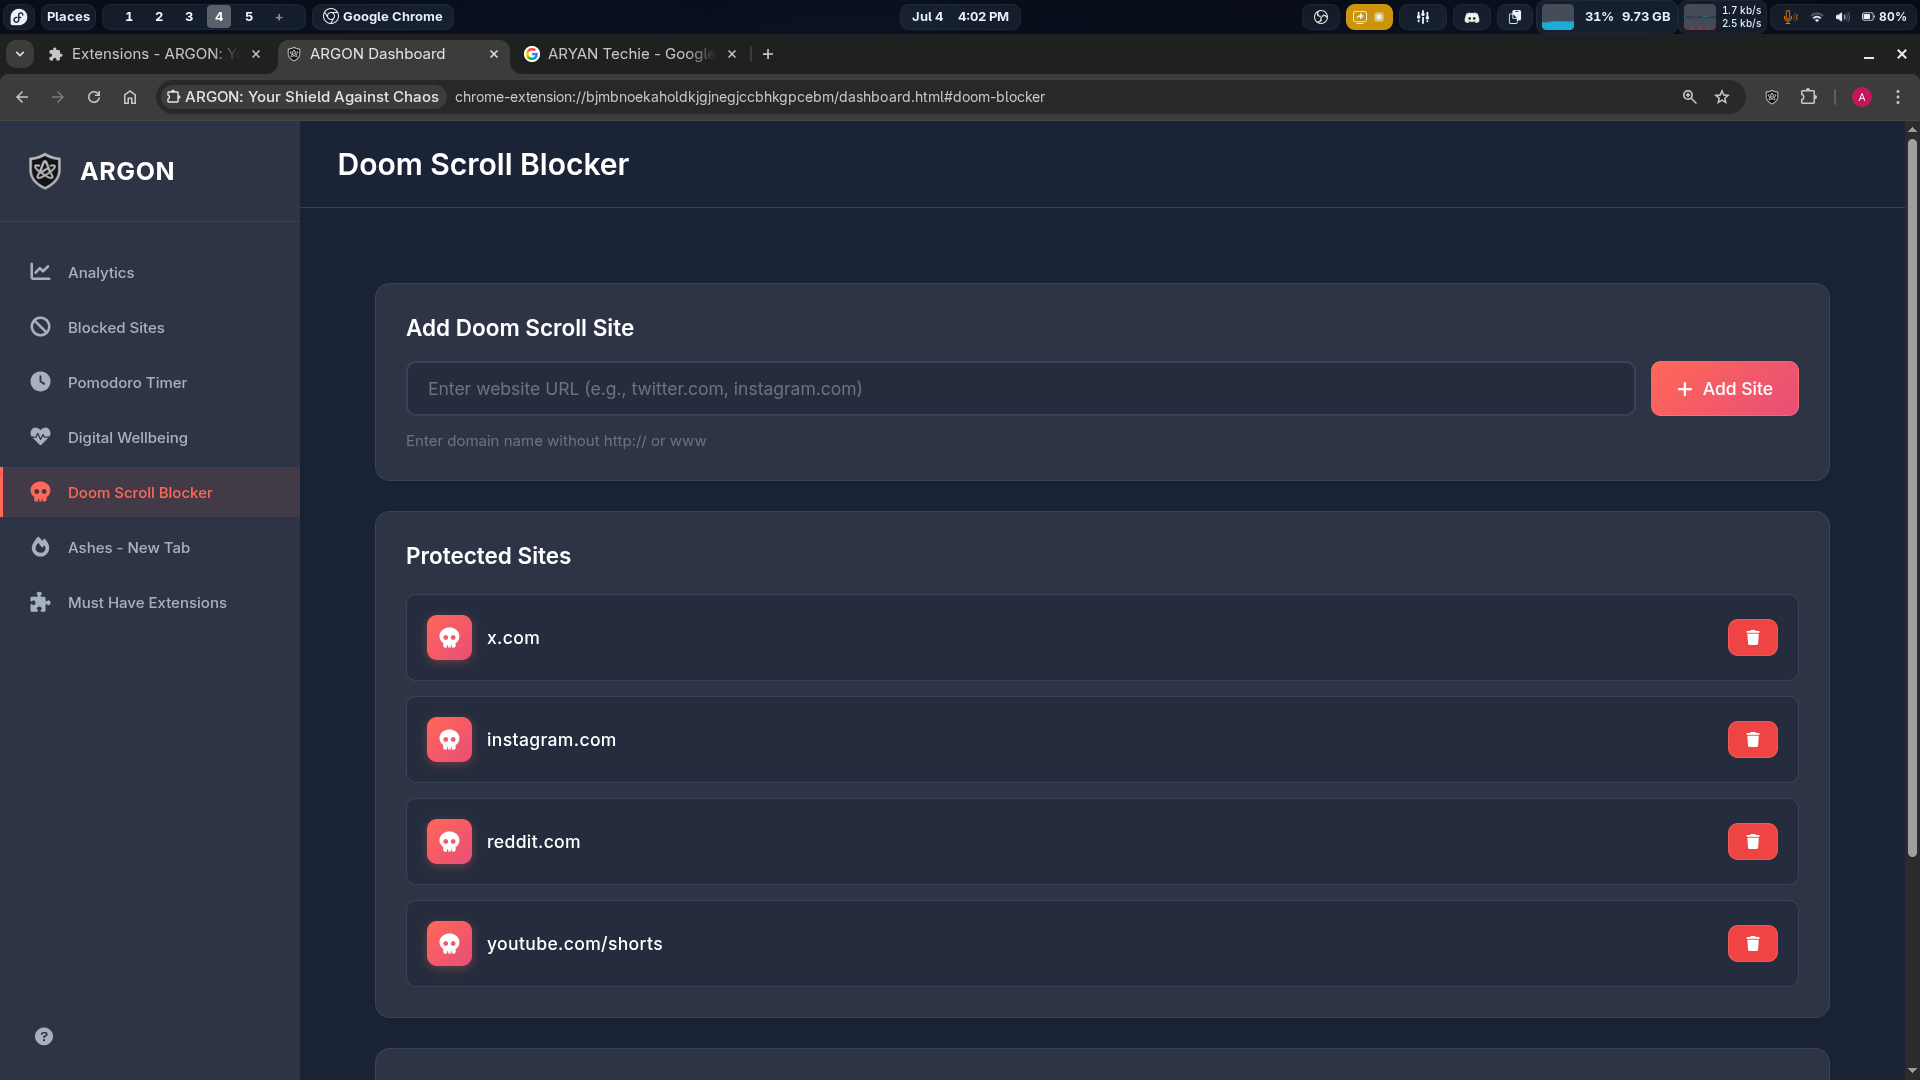 Places 1 2 3 4 5 + Google Chrome Jul 4 4:02 PM 31% 9.73 GB 1.7 kb/s 80%
2.5 kb/s
Extensions - ARGON: Y ARGON Dashboard ARYAN Techie - Google
ARGON: Your Shield Against Chaos chrome-extension://bjmbnoekaholdkjgjnegjccbhkgpcebm/dashboard.html#doom-blocker A
ARGON
Analytics
Blocked Sites
Pomodoro Timer
Digital Wellbeing
Doom Scroll Blocker
Ashes - New Tab
Must Have Extensions
?
Doom Scroll Blocker
Add Doom Scroll Site
Enter website URL (e.g., twitter.com, instagram.com)
+ Add Site
Enter domain name without http:// or www
Protected Sites
x.com
instagram.com
reddit.com
youtube.com/shorts